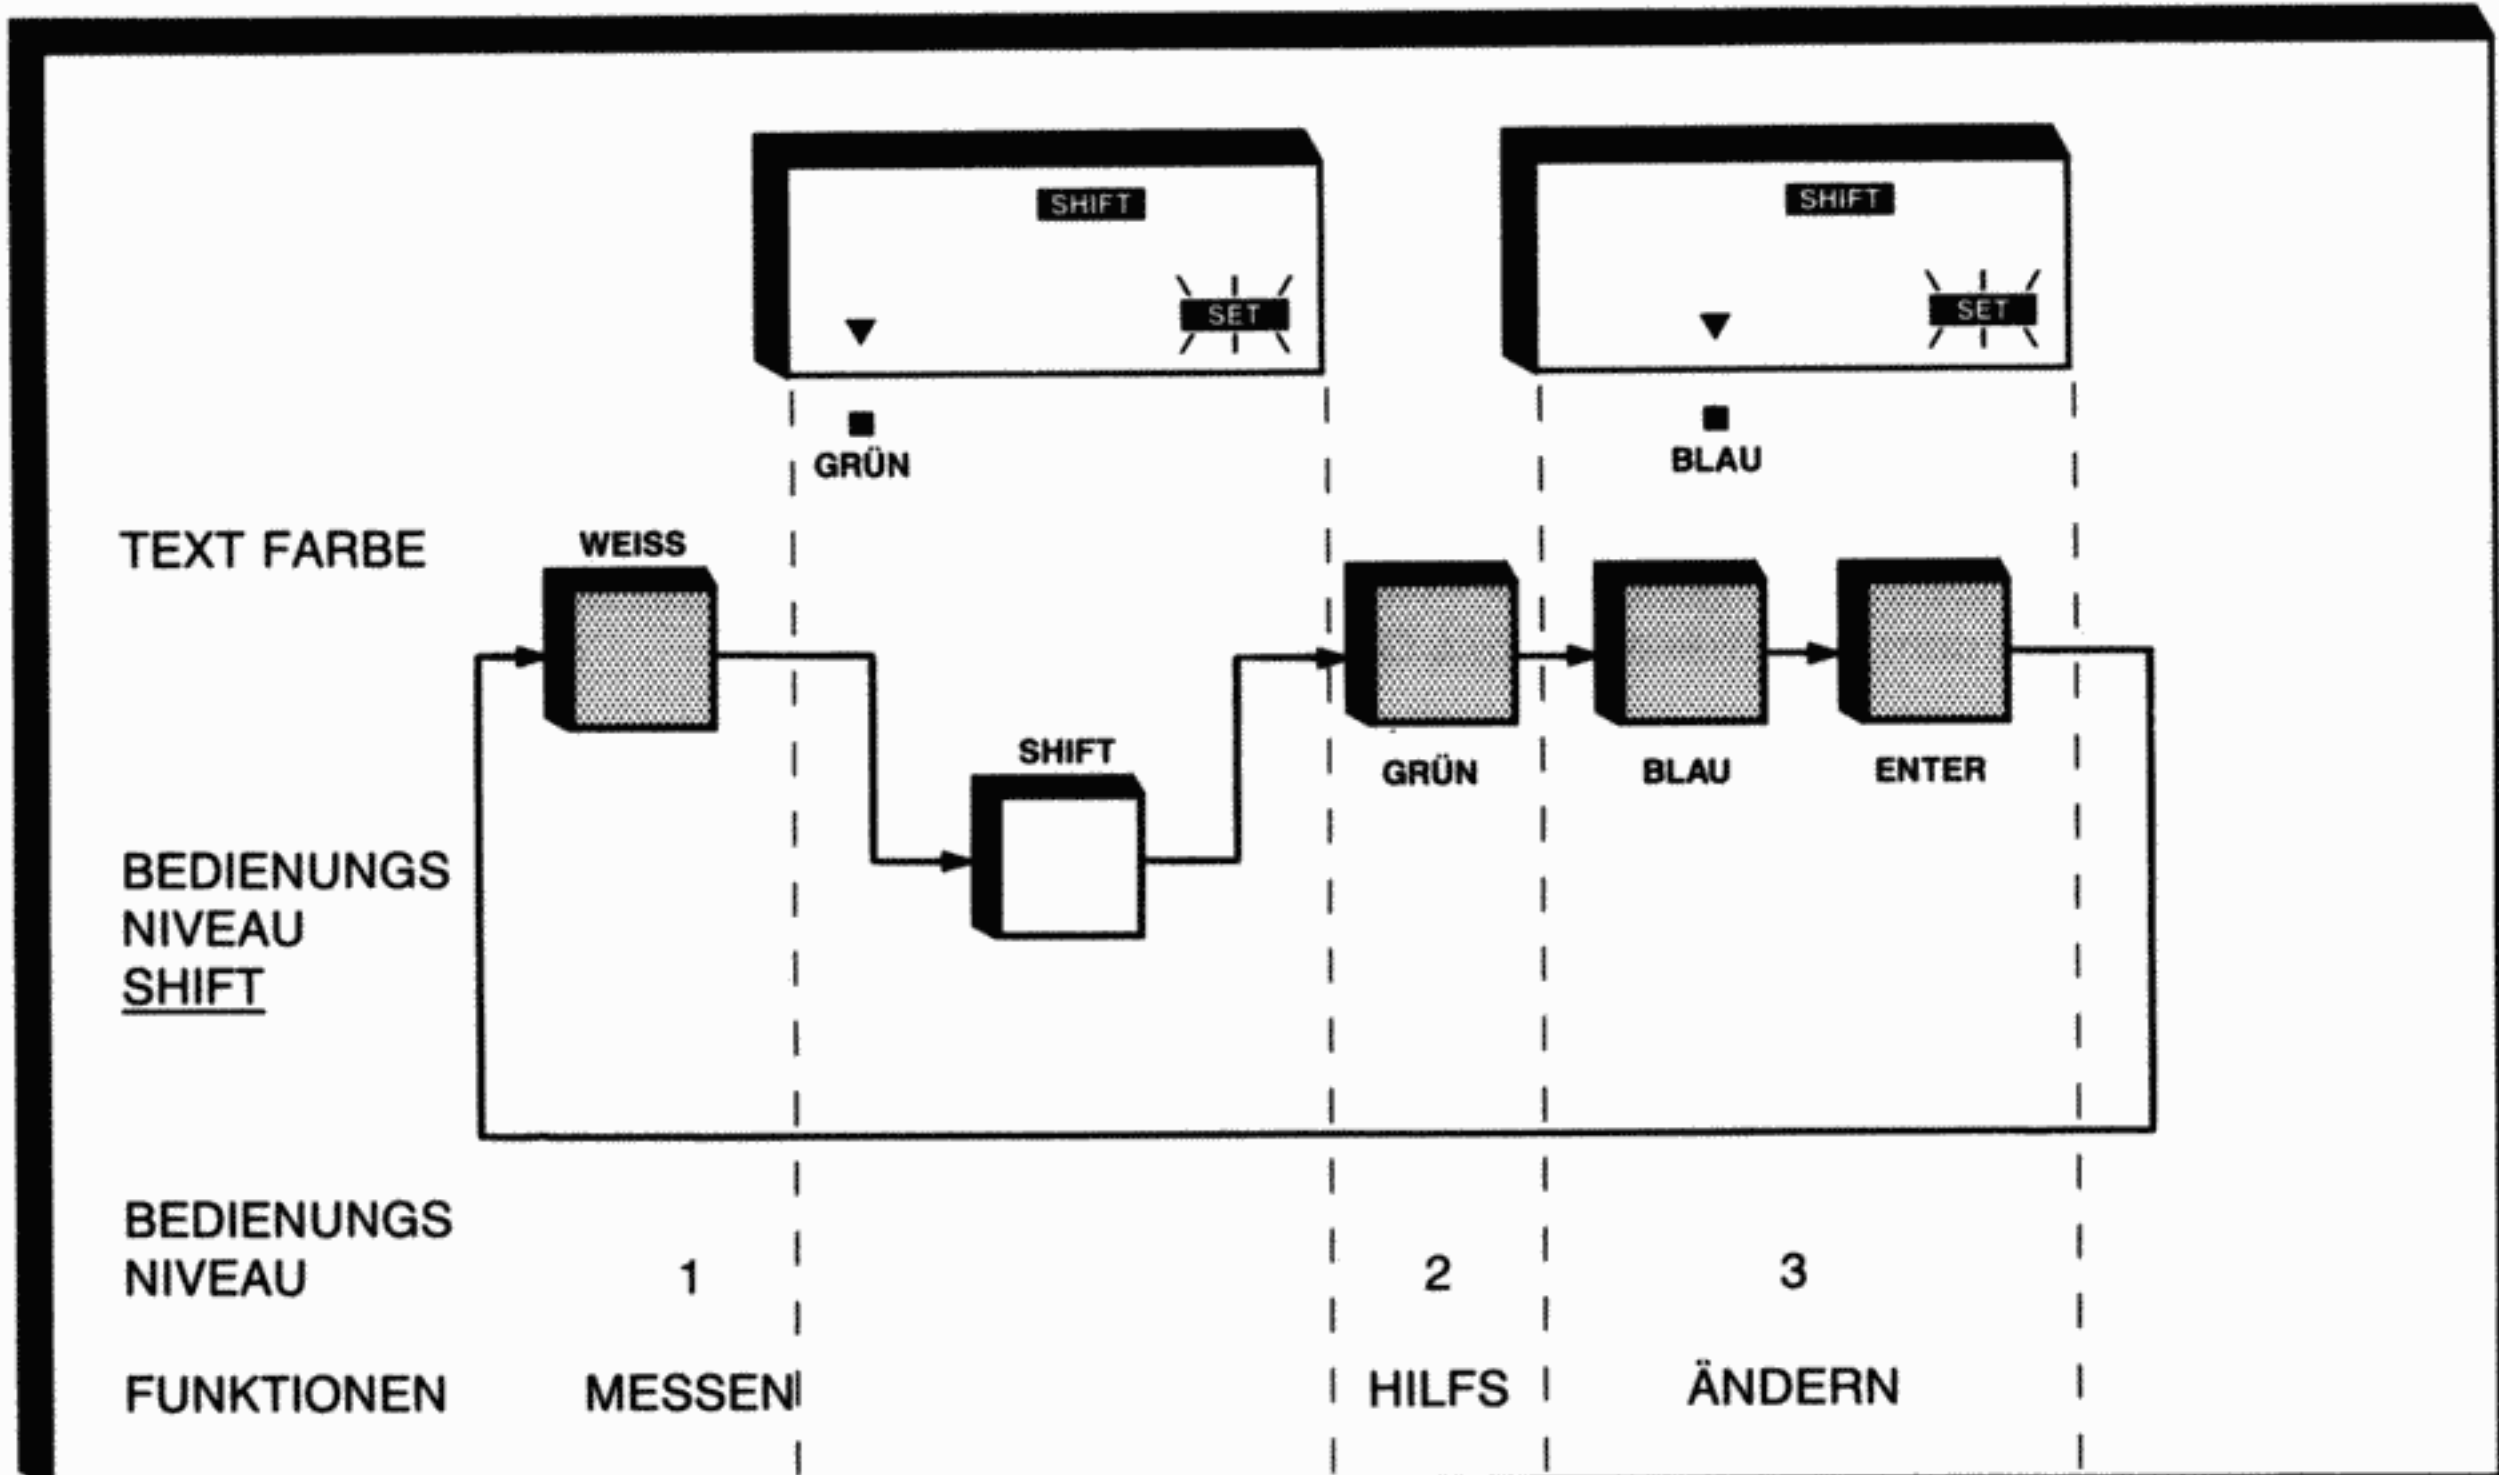 SHIFT
SHIFT
SET
SET
GRÜN
BLAU
TEXT FARBE
WEISS
SHIFT
GRÜN
BLAU
ENTER
BEDIENUNGS
NIVEAU
SHIFT
BEDIENUNGS
NIVEAU
1
2
3
FUNKTIONEN
MESSEN
HILFS
ÄNDERN